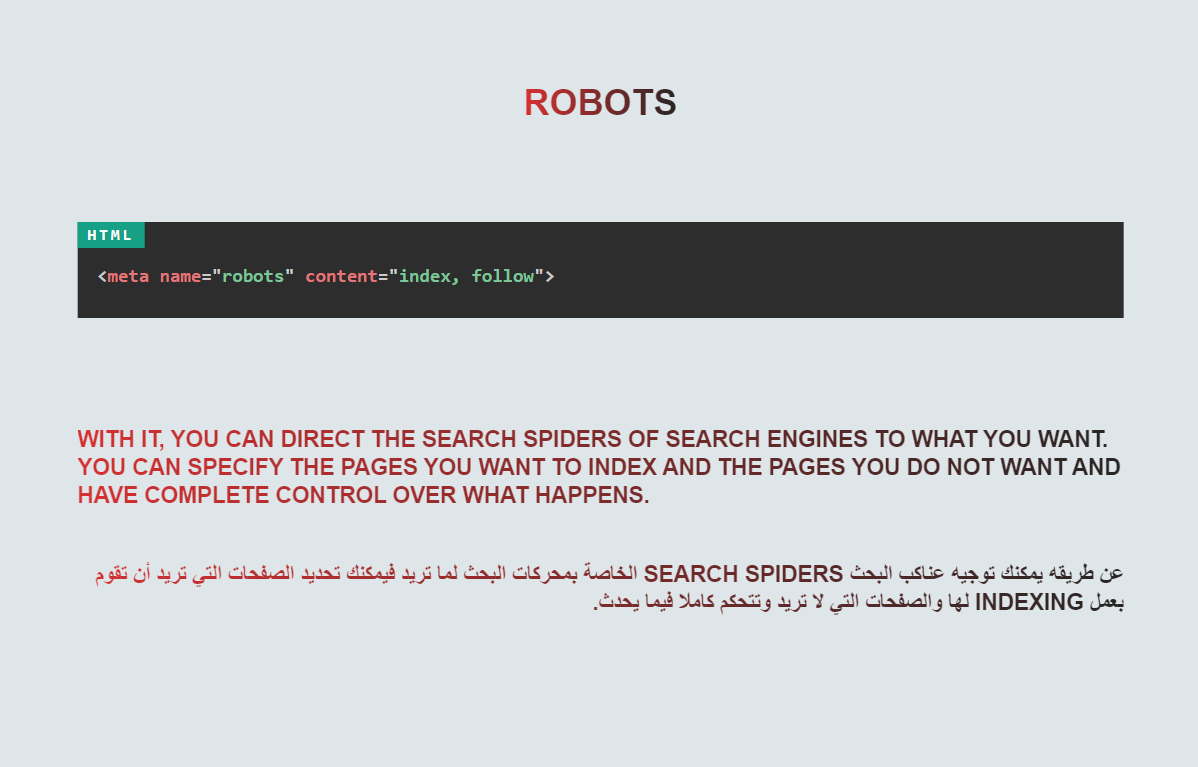 ROBOTS
HTML
<meta name="robots" content="index, follow">
WITH IT, YOU CAN DIRECT THE SEARCH SPIDERS OF SEARCH ENGINES TO WHAT YOU WANT.
YOU CAN SPECIFY THE PAGES YOU WANT TO INDEX AND THE PAGES YOU DO NOT WANT AND
HAVE COMPLETE CONTROL OVER WHAT HAPPENS.
عن طريقه يمكنك توجيه عناكب البحث SEARCH SPIDERS الخاصة بمحركات البحث لما تريد فيمكنك تحديد الصفحات التي تريد أن تقوم
بعمل INDEXING لها والصفحات التي لا تريد وتتحكم كاملا فيما يحدث.